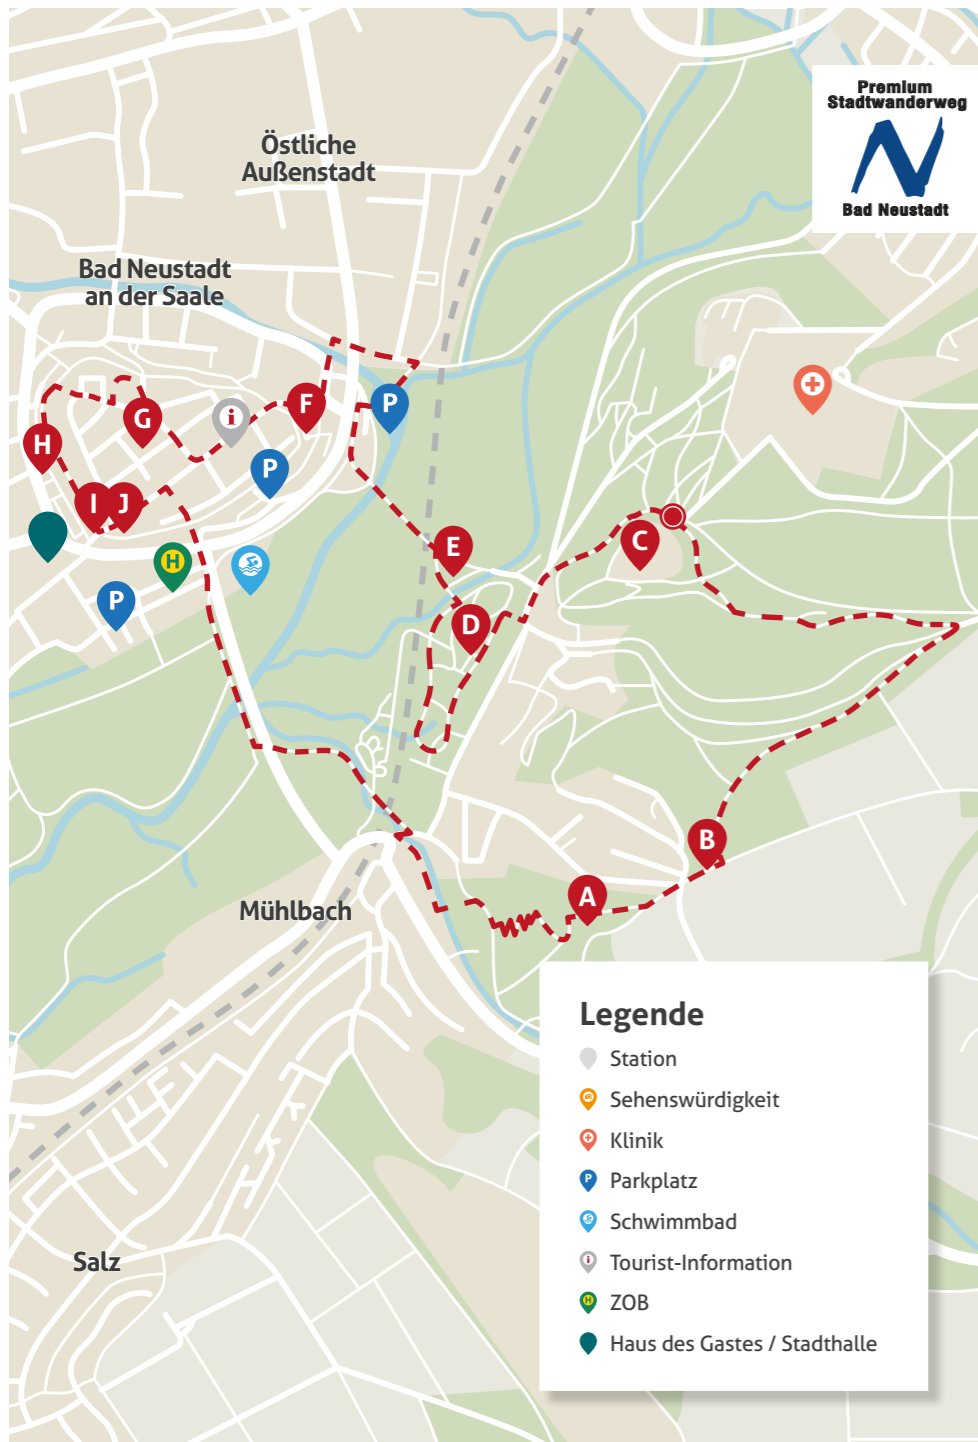 Premium
Stadtwanderweg
N
Bad Neustadt
Östliche
Außenstadt
Bad Neustadt
an der Saale
F
P
G
i
H
P
I
J
E
C
H
P
D
B
A
Mühlbach
Salz
Legende
Station
Sehenswürdigkeit
Klinik
P
Parkplatz
Schwimmbad
i
Tourist-Information
H
ZOB
Haus des Gastes / Stadthalle